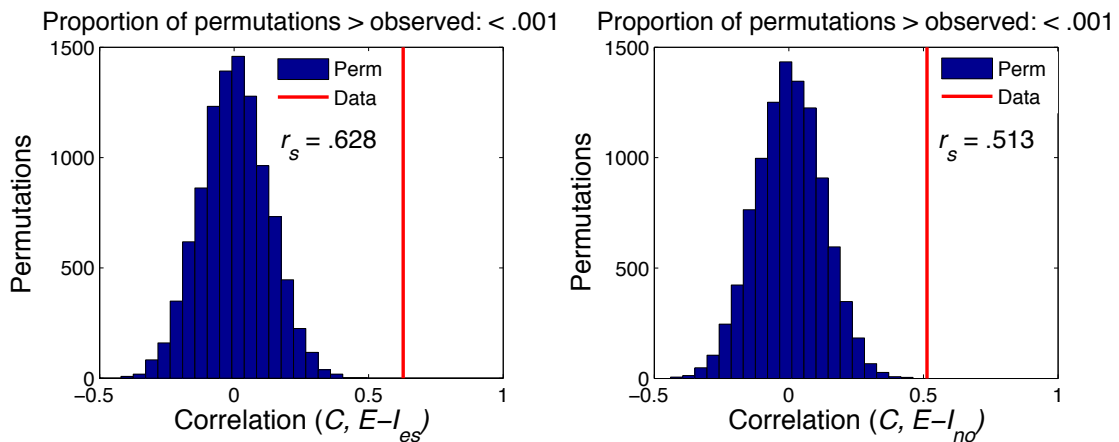 Proportion of permutations > observed: < .001
1500
1000
500
0
Permutations
Perm
Data
r_s = .628
−0.5
0
0.5
1
Correlation (C, E−I_es)
Proportion of permutations > observed: < .001
1500
1000
500
0
Permutations
Perm
Data
r_s = .513
−0.5
0
0.5
1
Correlation (C, E−I_no)